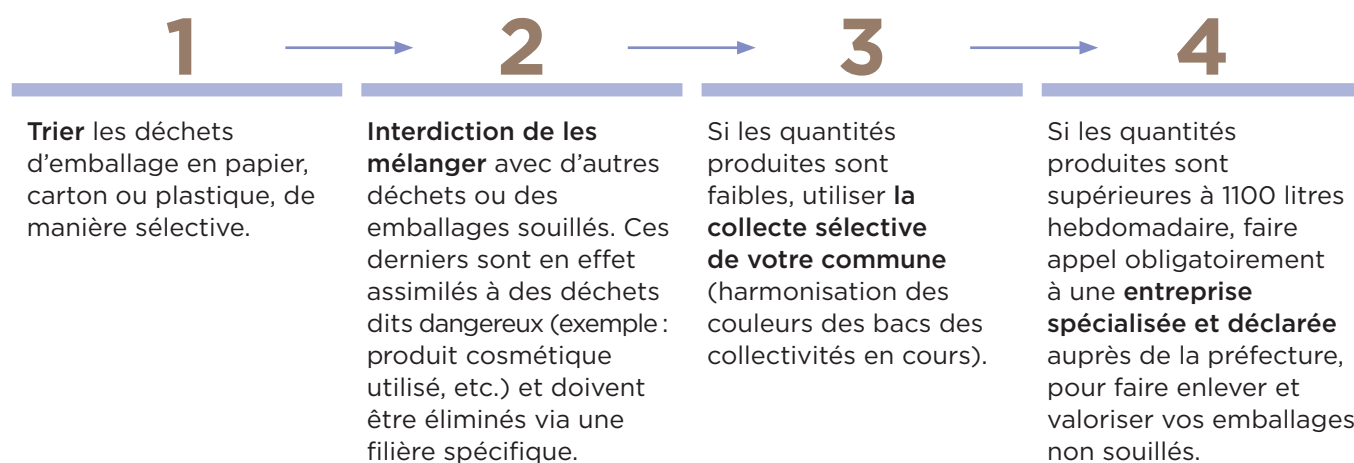 1
2
3
4
Trier les déchets
d'emballage en papier,
carton ou plastique, de
manière sélective.
Interdiction de les
mélanger avec d'autres
déchets ou des
emballages souillés. Ces
derniers sont en effet
assimilés à des déchets
dits dangereux (exemple :
produit cosmétique
utilisé, etc.) et doivent
être éliminés via une
filière spécifique.
Si les quantités
produites sont
faibles, utiliser la
collecte sélective
de votre commune
(harmonisation des
couleurs des bacs des
collectivités en cours).
Si les quantités
produites sont
supérieures à 1100 litres
hebdomadaire, faire
appel obligatoirement
à une entreprise
spécialisée et déclarée
auprès de la préfecture,
pour faire enlever et
valoriser vos emballages
non souillés.